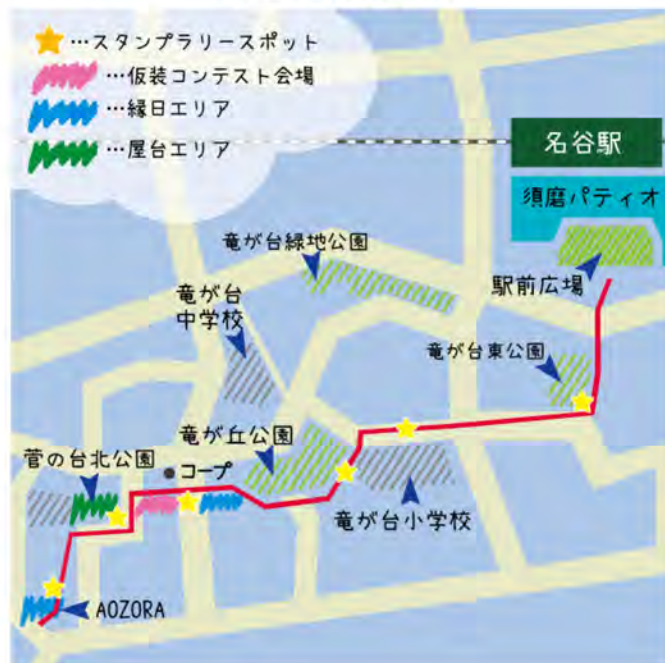 …スタンプラリースポット
…仮装コンテスト会場
…縁日エリア
…屋台エリア
名谷駅
須磨パティオ
駅前広場
竜が台緑地公園
竜が台
中学校
竜が台東公園
竜が丘公園
菅の台北公園
コープ
竜が台小学校
AOZORA